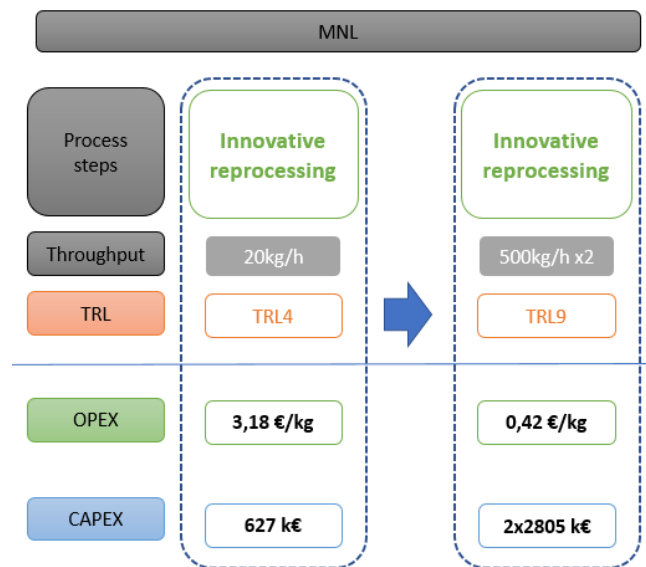 MNL
Process
steps
Innovative
reprocessing
Innovative
reprocessing
Throughput
20kg/h
500kg/h x2
TRL
TRL4
TRL9
OPEX
3,18 €/kg
0,42 €/kg
CAPEX
627 k€
2x2805 k€